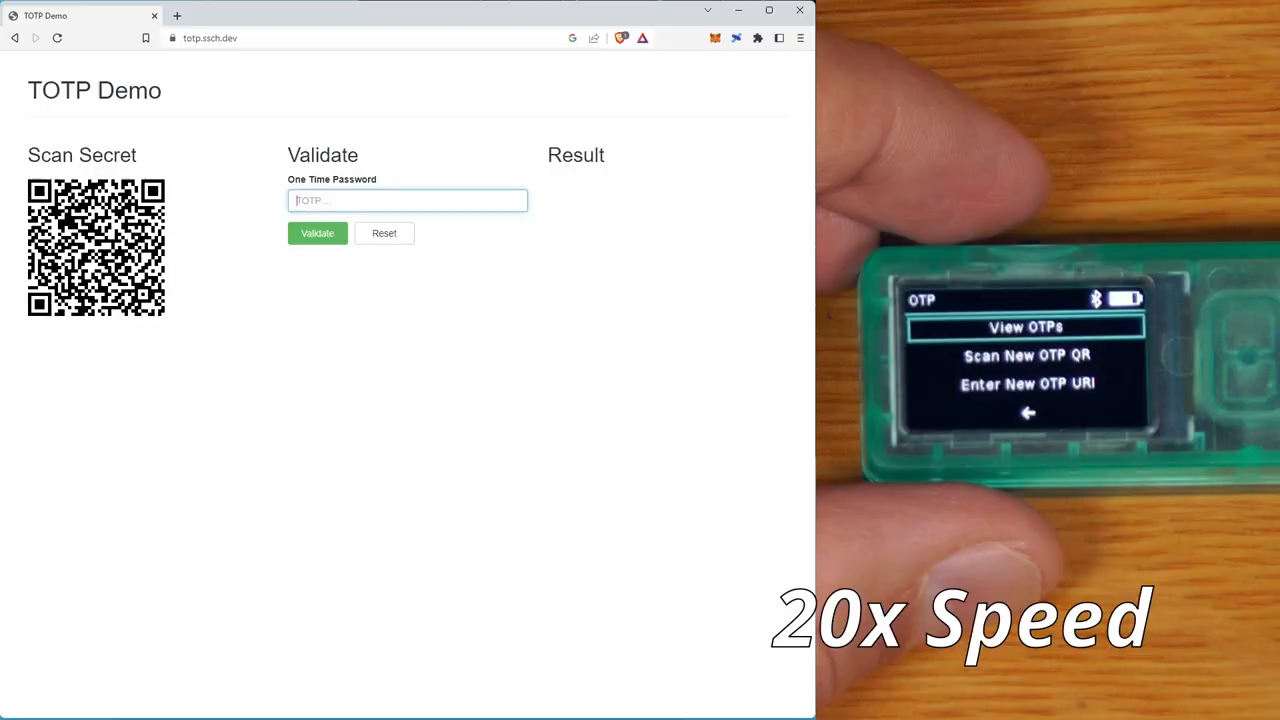 TOTP Demo
totp.ssch.dev
TOTP Demo
Scan Secret
Validate
Result
One Time Password
TOTP ...
Validate
Reset
OTP
View OTPs
Scan New OTP QR
Enter New OTP URI
20x Speed